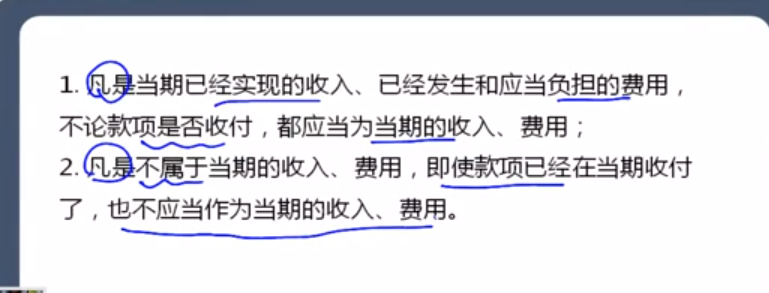 1. 凡是当期已经实现的收入、已经发生和应当负担的费用，
不论款项是否收付，都应当为当期的收入、费用；
2. 凡是不属于当期的收入、费用，即使款项已经在当期收付
了，也不应当作为当期的收入、费用。